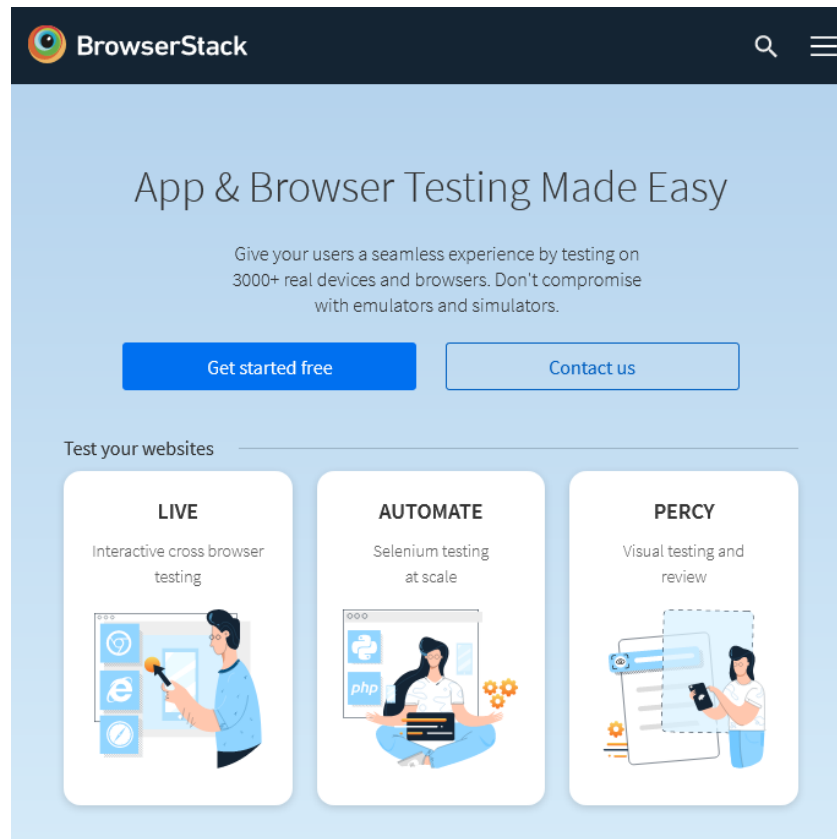 BrowserStack
App & Browser Testing Made Easy
Give your users a seamless experience by testing on
3000+ real devices and browsers. Don't compromise
with emulators and simulators.
Get started free
Contact us
Test your websites
LIVE
Interactive cross browser
testing
AUTOMATE
Selenium testing
at scale
php
PERCY
Visual testing and
review